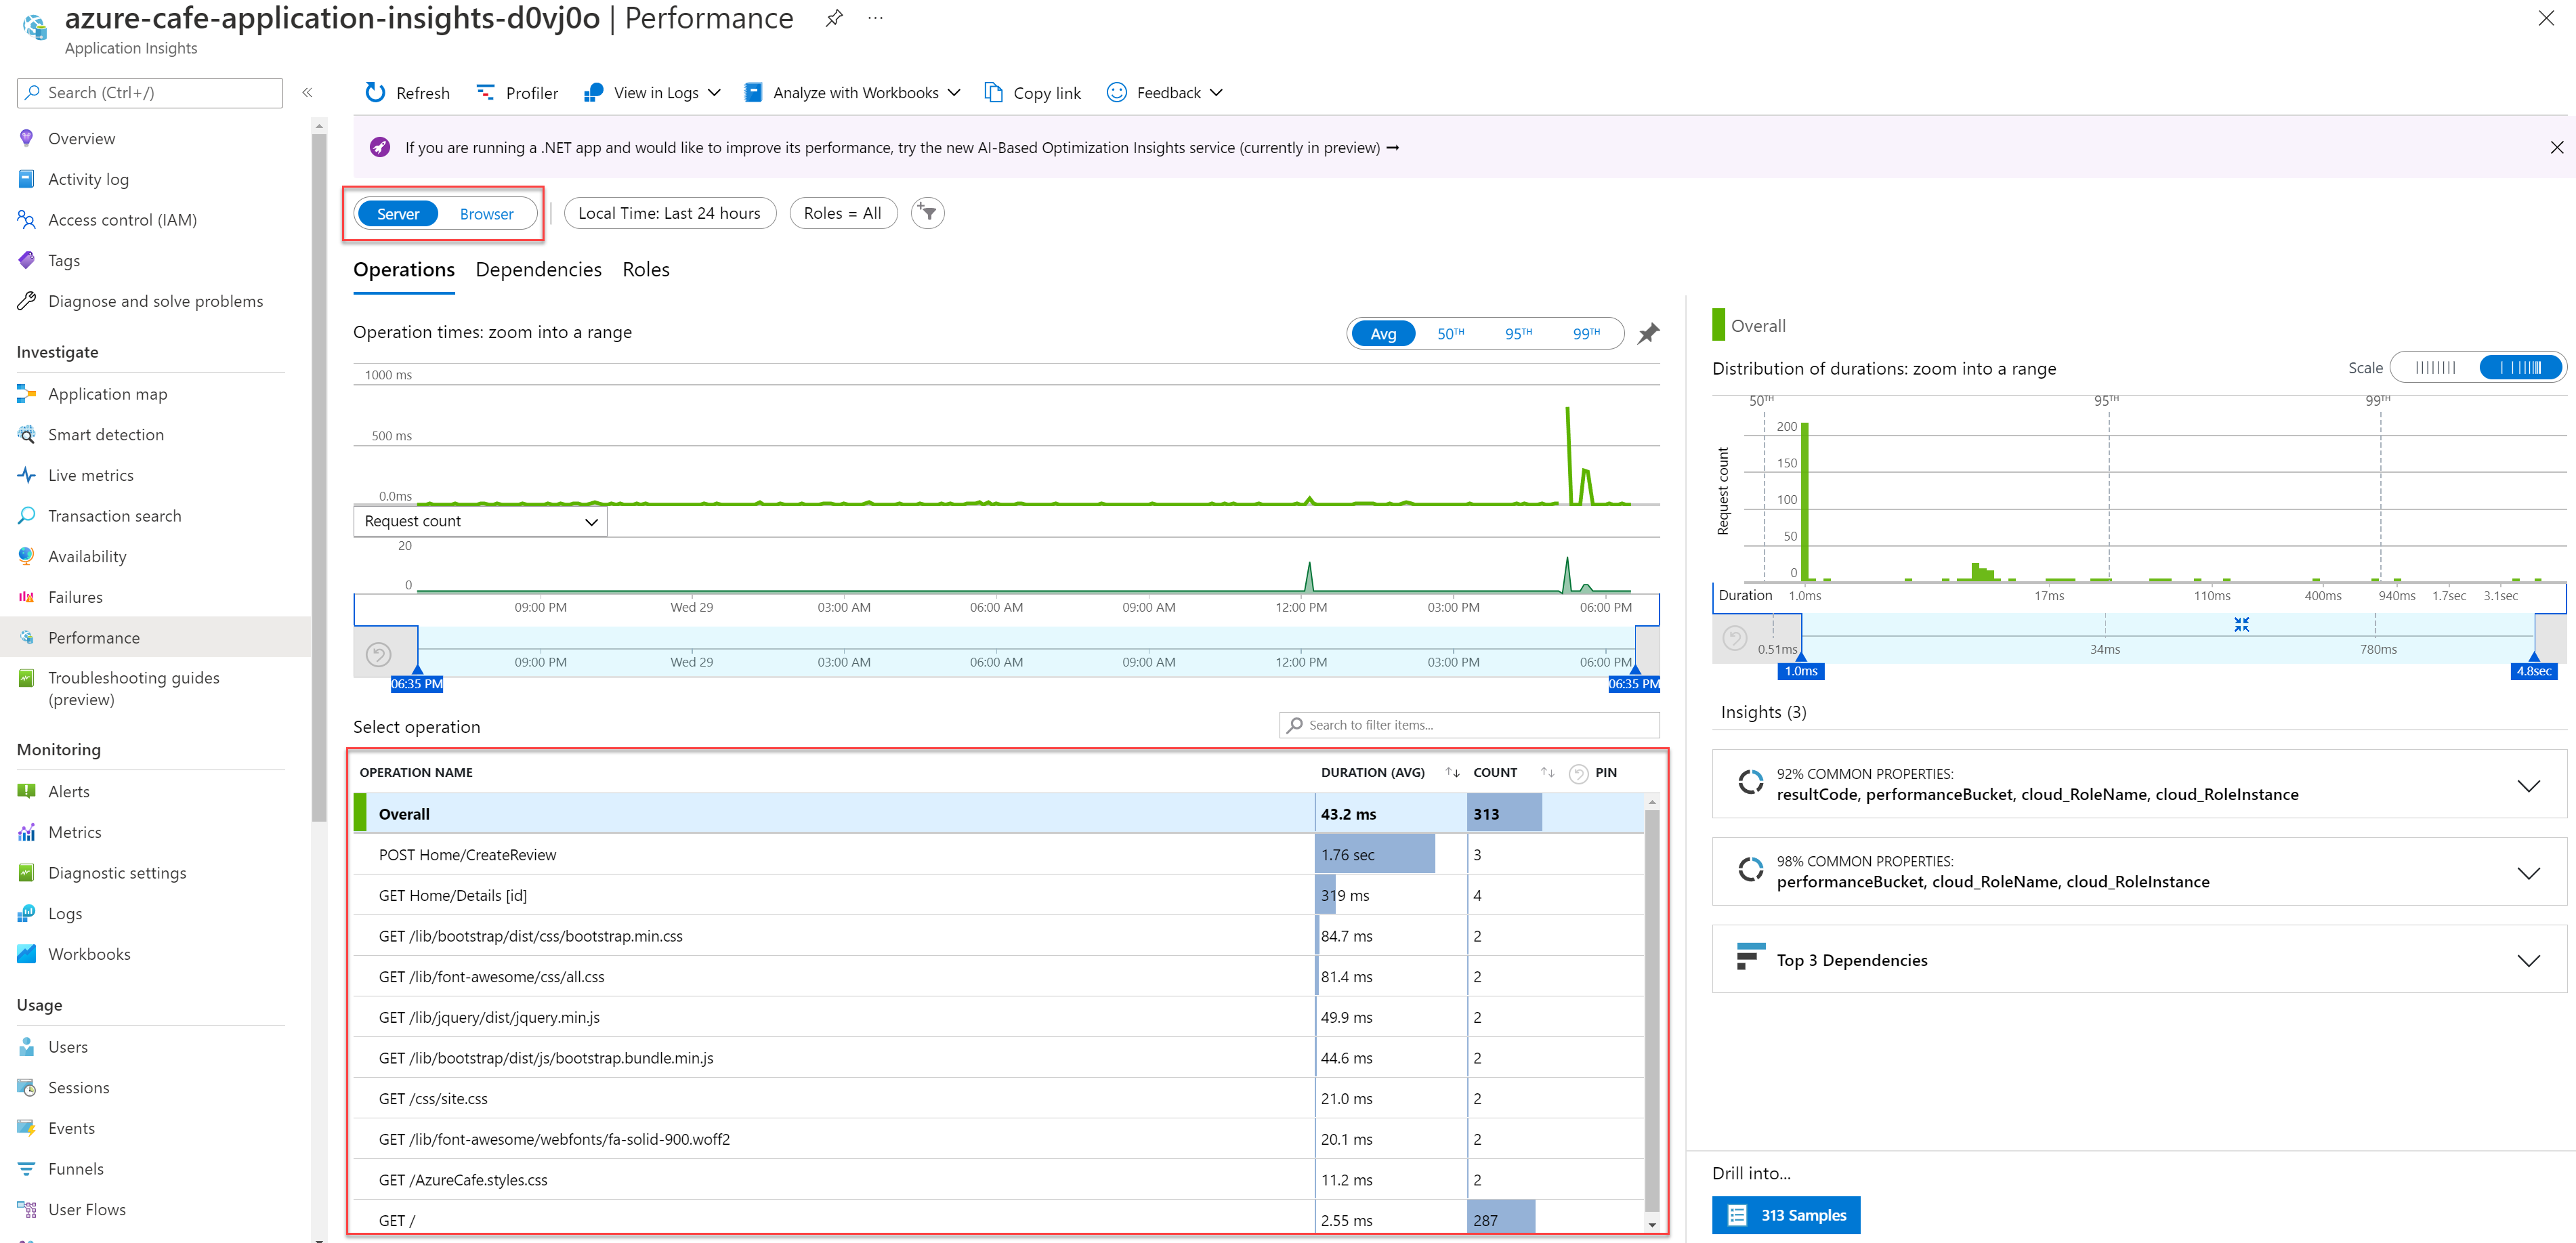 azure-cafe-application-insights-d0vj0o | Performance
Application Insights
Search (Ctrl+/)
Overview
Activity log
Access control (IAM)
Tags
Diagnose and solve problems
Investigate
Application map
Smart detection
Live metrics
Transaction search
Availability
Failures
Performance
Troubleshooting guides
(preview)
Monitoring
Alerts
Metrics
Diagnostic settings
Logs
Workbooks
Usage
Users
Sessions
Events
Funnels
User Flows
Refresh Profiler View in Logs Analyze with Workbooks Copy link Feedback
If you are running a .NET app and would like to improve its performance, try the new AI-Based Optimization Insights service (currently in preview) →
Server Browser Local Time: Last 24 hours Roles = All
Operations Dependencies Roles
Operation times: zoom into a range Avg 50TH 95TH 99TH
1000 ms
500 ms
0.0ms
Request count
20
0
09:00 PM Wed 29 03:00 AM 06:00 AM 09:00 AM 12:00 PM 03:00 PM 06:00 PM
09:00 PM Wed 29 03:00 AM 06:00 AM 09:00 AM 12:00 PM 03:00 PM 06:00 PM
06:35 PM 06:35 PM
Select operation Search to filter items...
OPERATION NAME DURATION (AVG) COUNT PIN
Overall 43.2 ms 313
POST Home/CreateReview 1.76 sec 3
GET Home/Details [id] 319 ms 4
GET /lib/bootstrap/dist/css/bootstrap.min.css 84.7 ms 2
GET /lib/font-awesome/css/all.css 81.4 ms 2
GET /lib/jquery/dist/jquery.min.js 49.9 ms 2
GET /lib/bootstrap/dist/js/bootstrap.bundle.min.js 44.6 ms 2
GET /css/site.css 21.0 ms 2
GET /lib/font-awesome/webfonts/fa-solid-900.woff2 20.1 ms 2
GET /AzureCafe.styles.css 11.2 ms 2
GET / 2.55 ms 287
Overall
Distribution of durations: zoom into a range Scale
50TH 95TH 99TH
Request count
200
150
100
50
0
Duration 1.0ms 17ms 110ms 400ms 940ms 1.7sec 3.1sec
0.51ms 34ms 780ms
1.0ms 4.8sec
Insights (3)
92% COMMON PROPERTIES:
resultCode, performanceBucket, cloud_RoleName, cloud_RoleInstance
98% COMMON PROPERTIES:
performanceBucket, cloud_RoleName, cloud_RoleInstance
Top 3 Dependencies
Drill into...
313 Samples